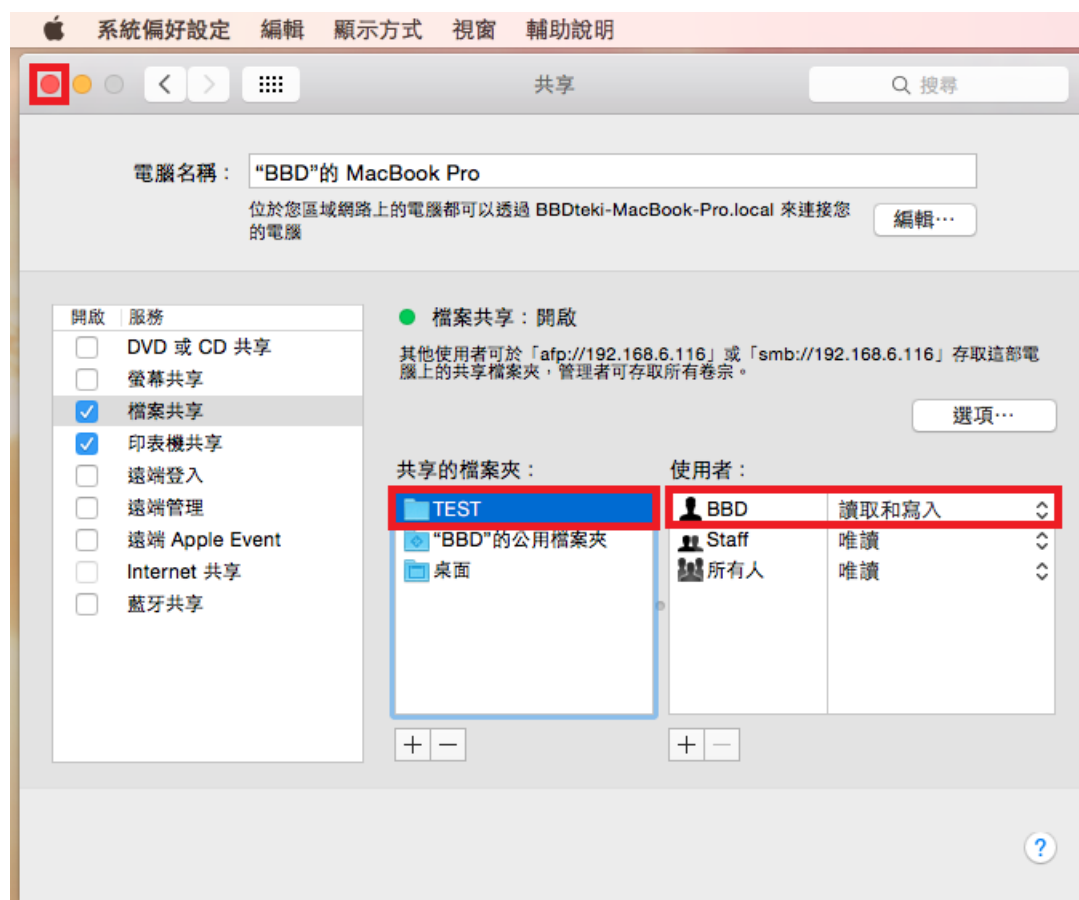 系統偏好設定 編輯 顯示方式 視窗 輔助說明
共享
搜尋
電腦名稱：
“BBD”的 MacBook Pro
位於您區域網路上的電腦都可以透過 BBDteki-MacBook-Pro.local 來連接您
的電腦
編輯…
開啟 服務
DVD 或 CD 共享
螢幕共享
檔案共享
印表機共享
遠端登入
遠端管理
遠端 Apple Event
Internet 共享
藍牙共享
檔案共享：開啟
其他使用者可於「afp://192.168.6.116」或「smb://192.168.6.116」存取這部電
腦上的共享檔案夾，管理者可存取所有卷宗。
選項…
共享的檔案夾：
TEST
“BBD”的公用檔案夾
桌面
使用者：
BBD 讀取和寫入
Staff 唯讀
所有人 唯讀
+ −
+ −
?